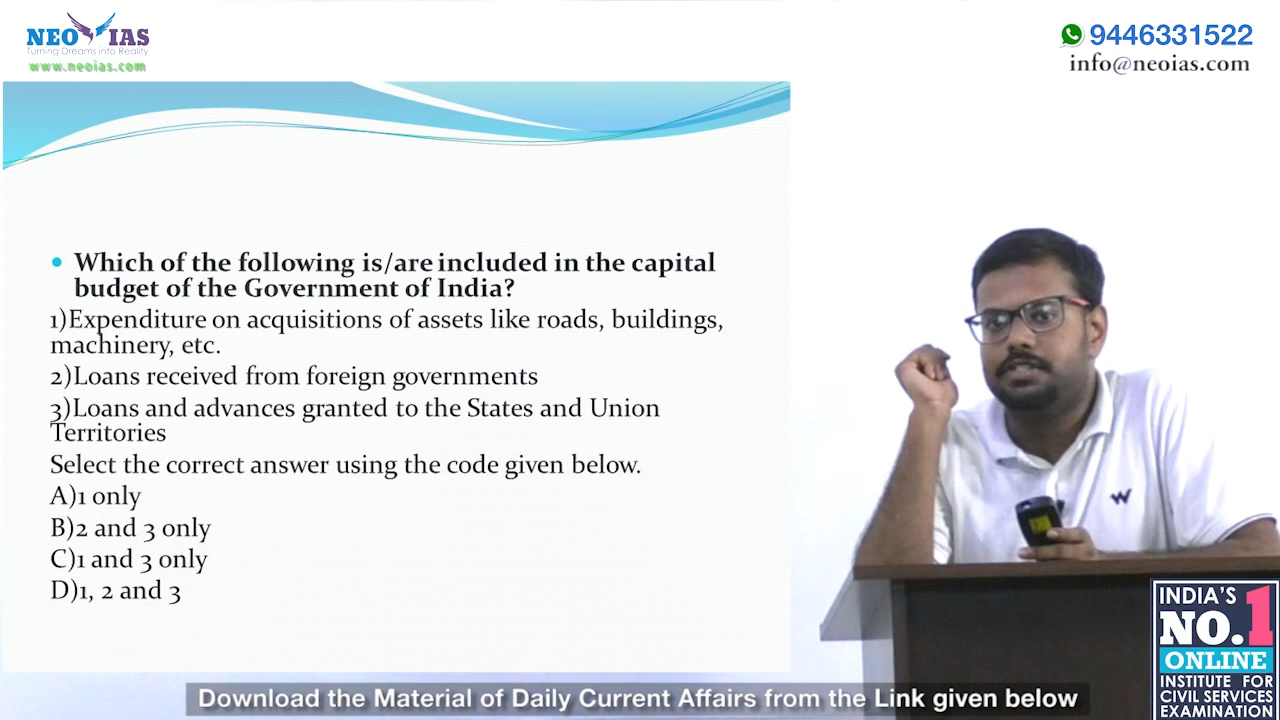 NEO IAS
Turning Dreams into Reality
www.neoias.com
9446331522
info@neoias.com
Which of the following is/are included in the capital
budget of the Government of India?
1)Expenditure on acquisitions of assets like roads, buildings,
machinery, etc.
2)Loans received from foreign governments
3)Loans and advances granted to the States and Union
Territories
Select the correct answer using the code given below.
A)1 only
B)2 and 3 only
C)1 and 3 only
D)1, 2 and 3
INDIA'S
NO.1
ONLINE
INSTITUTE FOR
CIVIL SERVICES
EXAMINATION
Download the Material of Daily Current Affairs from the Link given below